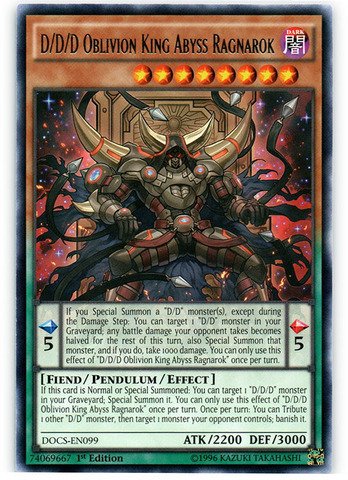 D/D/D OBLIVION KING ABYSS RAGNAROK
DARK
闇
If you Special Summon a "D/D" monster(s), except during
the Damage Step: You can target 1 "D/D" monster in your
Graveyard; any battle damage your opponent takes becomes
halved for the rest of this turn, also Special Summon that
monster, and if you do, take 1000 damage. You can only use this
effect of "D/D/D Oblivion King Abyss Ragnarok" once per turn.
5
5
[FIEND / PENDULUM / EFFECT]
If this card is Normal or Special Summoned: You can target 1 "D/D" monster
in your Graveyard; Special Summon it. You can only use this effect of "D/D/D
Oblivion King Abyss Ragnarok" once per turn. Once per turn: You can Tribute
1 other "D/D" monster, then target 1 monster your opponent controls; banish it.
DOCS-EN099
ATK/2200 DEF/3000
74069667
1st Edition
©1996 KAZUKI TAKAHASHI